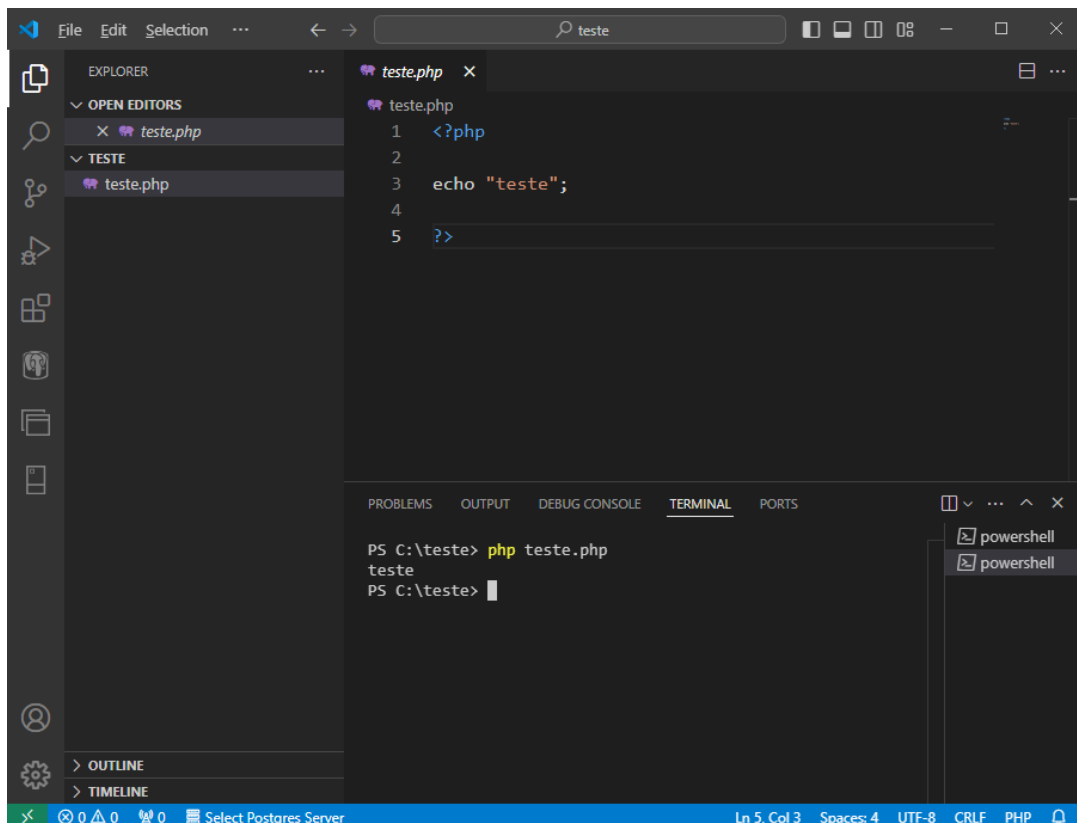 File Edit Selection ··· teste
EXPLORER ···
OPEN EDITORS
teste.php
TESTE
teste.php
OUTLINE
TIMELINE
teste.php
teste.php
1 <?php
2
3 echo "teste";
4
5 ?>
PROBLEMS OUTPUT DEBUG CONSOLE TERMINAL PORTS
PS C:\teste> php teste.php
teste
PS C:\teste>
powershell
powershell
0 0 0 Select Postgres Server Ln 5, Col 3 Spaces: 4 UTF-8 CRLF PHP